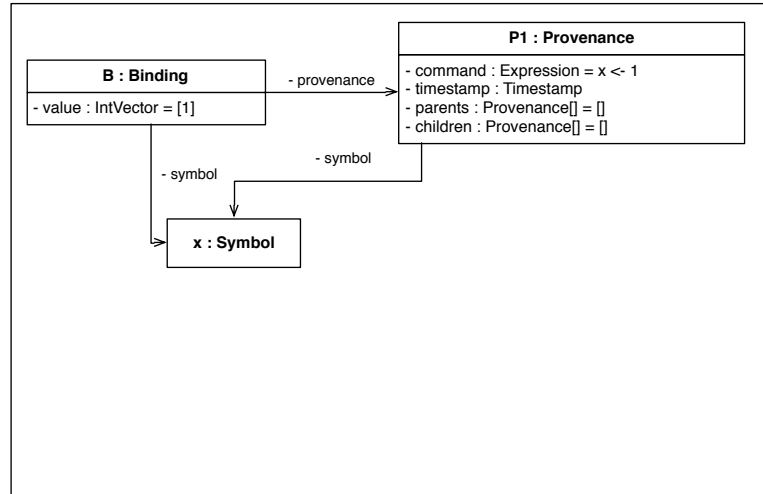 P1 : Provenance
B : Binding
- provenance
- command : Expression = x <- 1
- timestamp : Timestamp
- value : IntVector = [1]
- parents : Provenance[] = []
- children : Provenance[] = []
- symbol
- symbol
x : Symbol